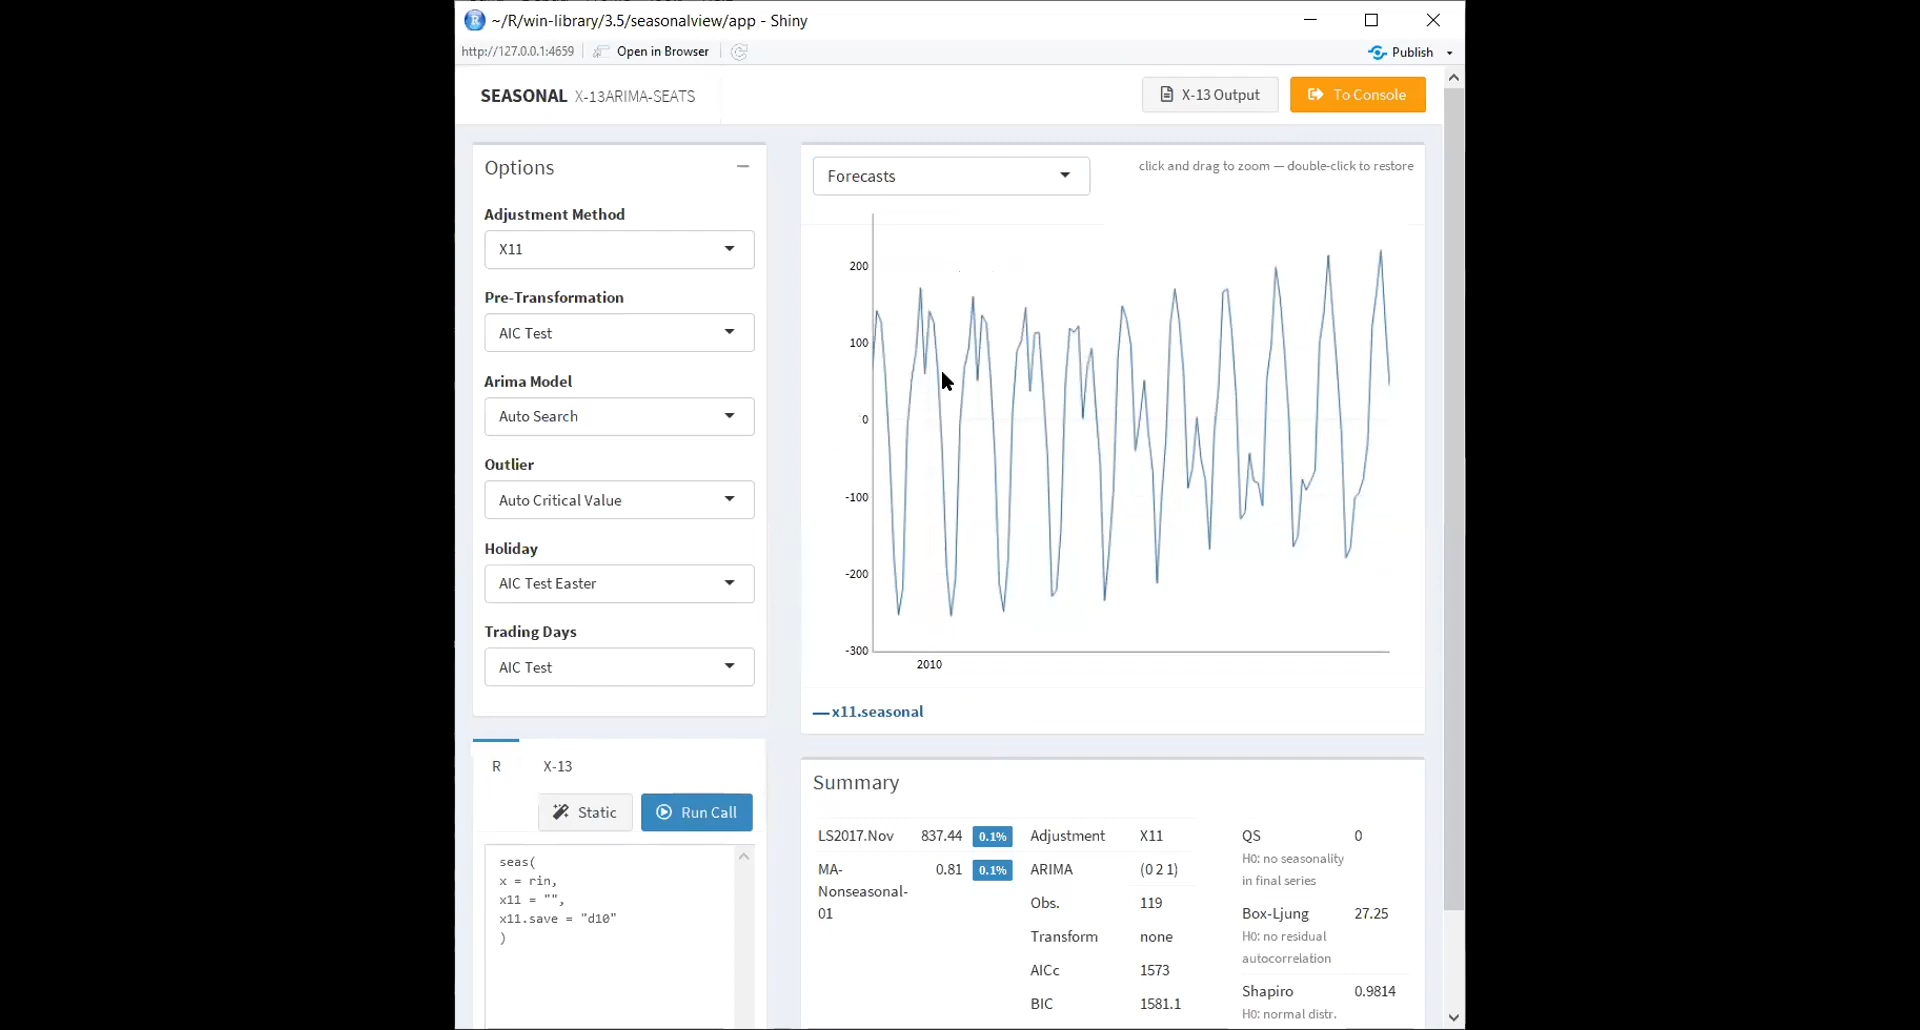 ~/R/win-library/3.5/seasonalview/app - Shiny
http://127.0.0.1:4659 Open in Browser Publish
SEASONAL X-13ARIMA-SEATS X-13 Output To Console
Options
Adjustment Method
X11
Pre-Transformation
AIC Test
Arima Model
Auto Search
Outlier
Auto Critical Value
Holiday
AIC Test Easter
Trading Days
AIC Test
R X-13
Static Run Call
seas(
x = rin,
x11 = "",
x11.save = "d10"
)
Forecasts
click and drag to zoom — double-click to restore
200
100
0
-100
-200
-300
2010
x11.seasonal
Summary
LS2017.Nov 837.44 0.1%
MA-
Nonseasonal-
01
0.81 0.1%
Adjustment X11
ARIMA (0 2 1)
Obs. 119
Transform none
AICc 1573
BIC 1581.1
QS 0
H0: no seasonality
in final series
Box-Ljung 27.25
H0: no residual
autocorrelation
Shapiro 0.9814
H0: normal distr.